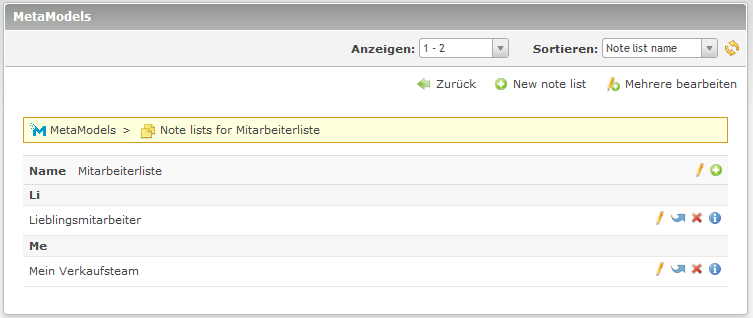 MetaModels
Anzeigen: 1 - 2 Sortieren: Note list name
Zurück New note list Mehrere bearbeiten
MetaModels > Note lists for Mitarbeiterliste
Name Mitarbeiterliste
Li
Lieblingsmitarbeiter
Me
Mein Verkaufsteam